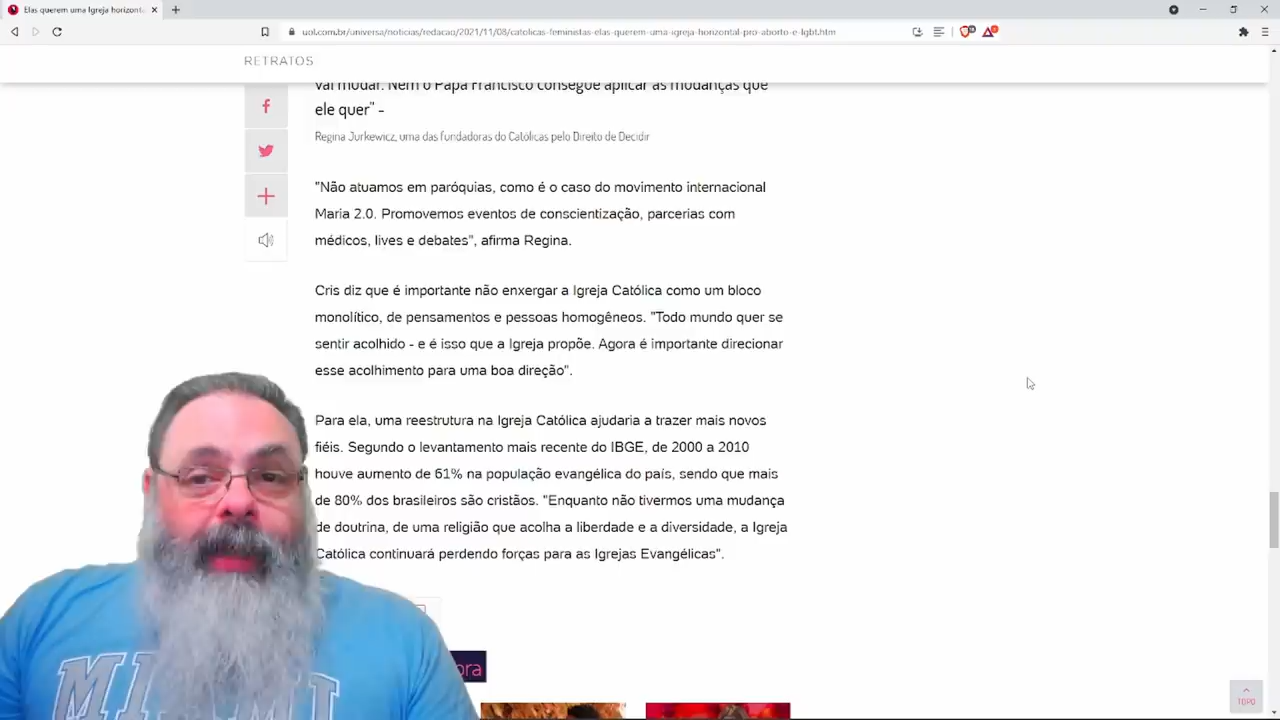 Elas querem uma Igreja horizont
uol.com.br/universa/noticias/redacao/2021/11/08/catolicas-feministas-elas-querem-uma-igreja-horizontal-pro-aborto-e-lgbt.htm
RETRATOS
vai mudar. Nem o Papa Francisco consegue aplicar as mudanças que
ele quer" -
Regina Jurkewicz, uma das fundadoras do Católicas pelo Direito de Decidir
"Não atuamos em paróquias, como é o caso do movimento internacional
Maria 2.0. Promovemos eventos de conscientização, parcerias com
médicos, lives e debates", afirma Regina.
Cris diz que é importante não enxergar a Igreja Católica como um bloco
monolítico, de pensamentos e pessoas homogêneos. "Todo mundo quer se
sentir acolhido - e é isso que a Igreja propõe. Agora é importante direcionar
esse acolhimento para uma boa direção".
Para ela, uma reestrutura na Igreja Católica ajudaria a trazer mais novos
fiéis. Segundo o levantamento mais recente do IBGE, de 2000 a 2010
houve aumento de 61% na população evangélica do país, sendo que mais
de 80% dos brasileiros são cristãos. "Enquanto não tivermos uma mudança
de doutrina, de uma religião que acolha a liberdade e a diversidade, a Igreja
Católica continuará perdendo forças para as Igrejas Evangélicas".
ora
MIAMI
TOPO